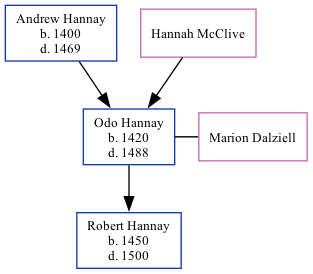 Andrew Hannay
b. 1400
d. 1469
Hannah McClive
Odo Hannay
b. 1420
d. 1488
Marion Dalziell
Robert Hannay
b. 1450
d. 1500